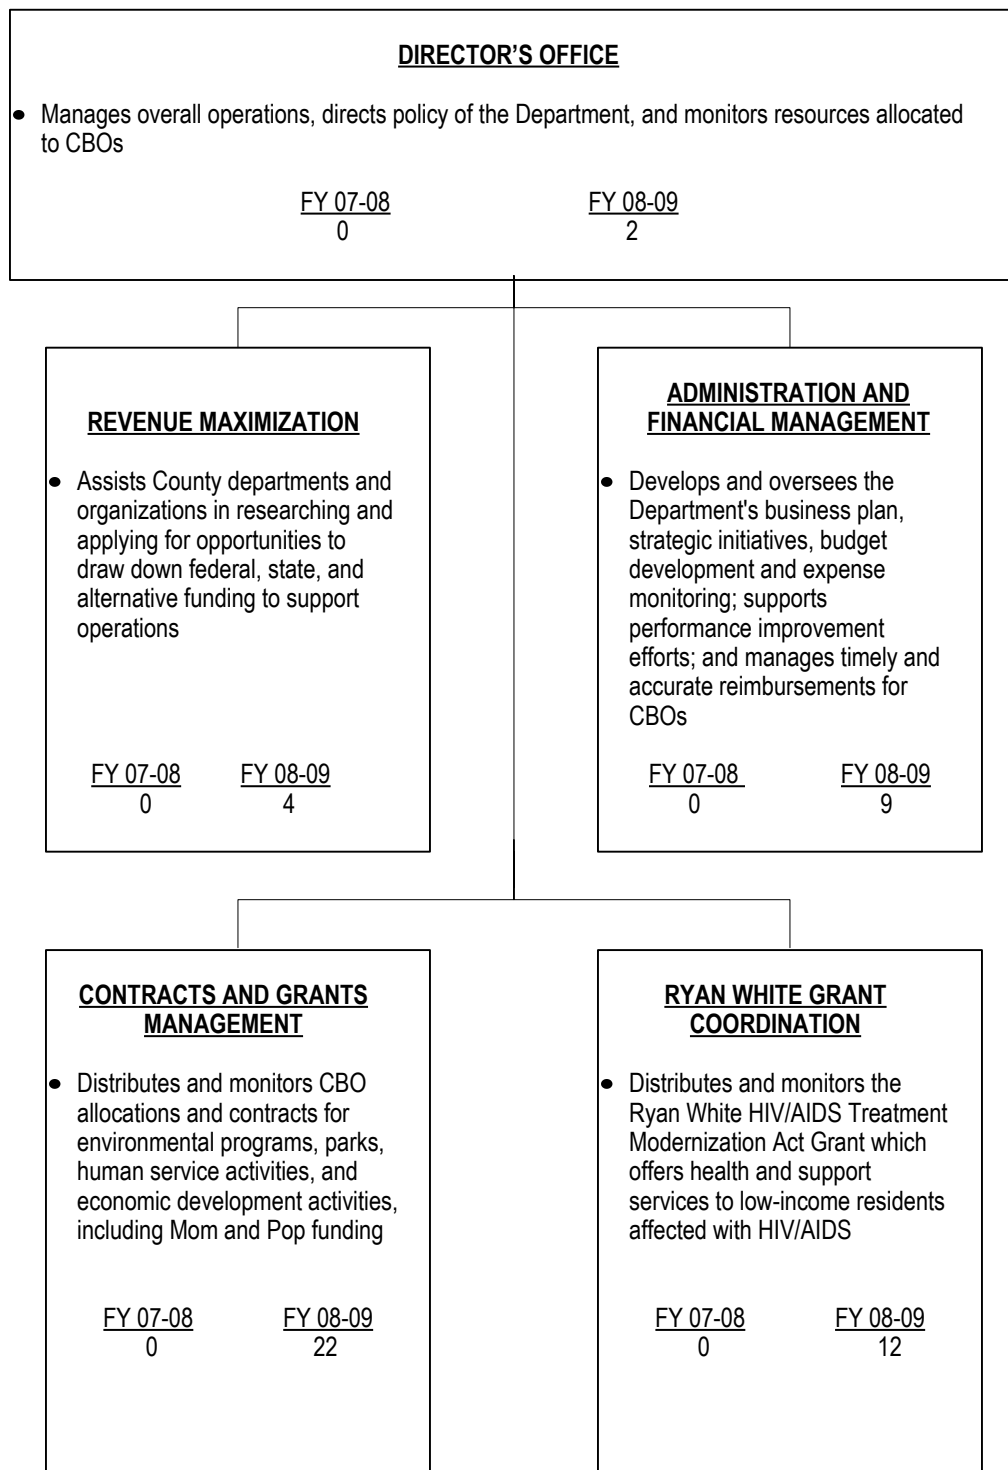 DIRECTOR’S OFFICE
● Manages overall operations, directs policy of the Department, and monitors resources allocated
to CBOs
FY 07-08 FY 08-09
0 2
REVENUE MAXIMIZATION
● Assists County departments and
organizations in researching and
applying for opportunities to
draw down federal, state, and
alternative funding to support
operations
FY 07-08 FY 08-09
0 4
ADMINISTRATION AND
FINANCIAL MANAGEMENT
● Develops and oversees the
Department's business plan,
strategic initiatives, budget
development and expense
monitoring; supports
performance improvement
efforts; and manages timely and
accurate reimbursements for
CBOs
FY 07-08 FY 08-09
0 9
CONTRACTS AND GRANTS
MANAGEMENT
● Distributes and monitors CBO
allocations and contracts for
environmental programs, parks,
human service activities, and
economic development activities,
including Mom and Pop funding
FY 07-08 FY 08-09
0 22
RYAN WHITE GRANT
COORDINATION
● Distributes and monitors the
Ryan White HIV/AIDS Treatment
Modernization Act Grant which
offers health and support
services to low-income residents
affected with HIV/AIDS
FY 07-08 FY 08-09
0 12